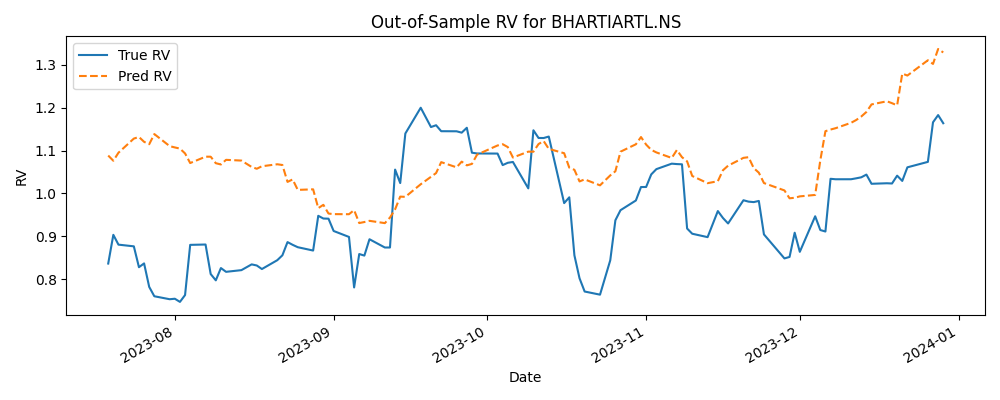 Out-of-Sample RV for BHARTIARTL.NS
True RV
Pred RV
RV
1.3
1.2
1.1
1.0
0.9
0.8
2023-08
2023-09
2023-10
2023-11
2023-12
2024-01
Date